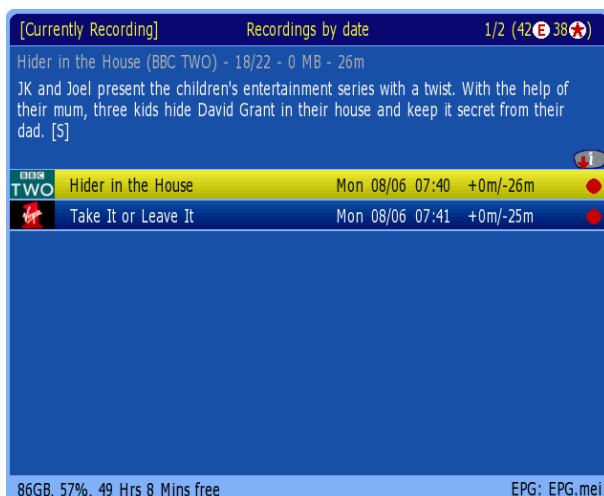 [Currently Recording] Recordings by date 1/2 (42 E 38 ★)
Hider in the House (BBC TWO) - 18/22 - 0 MB - 26m
JK and Joel present the children's entertainment series with a twist. With the help of
their mum, three kids hide David Grant in their house and keep it secret from their
dad. [S]
i
BBC
TWO Hider in the House Mon 08/06 07:40 +0m/-26m
Take It or Leave It Mon 08/06 07:41 +0m/-25m
86GB, 57%, 49 Hrs 8 Mins free EPG: EPG.mei